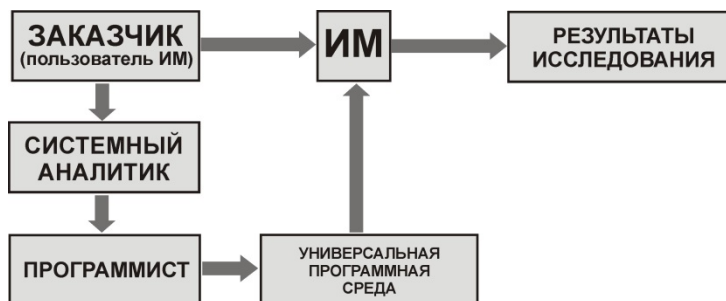 ЗАКАЗЧИК
(пользователь ИМ)
ИМ
РЕЗУЛЬТАТЫ
ИССЛЕДОВАНИЯ
СИСТЕМНЫЙ
АНАЛИТИК
ПРОГРАММИСТ
УНИВЕРСАЛЬНАЯ
ПРОГРАММНАЯ
СРЕДА